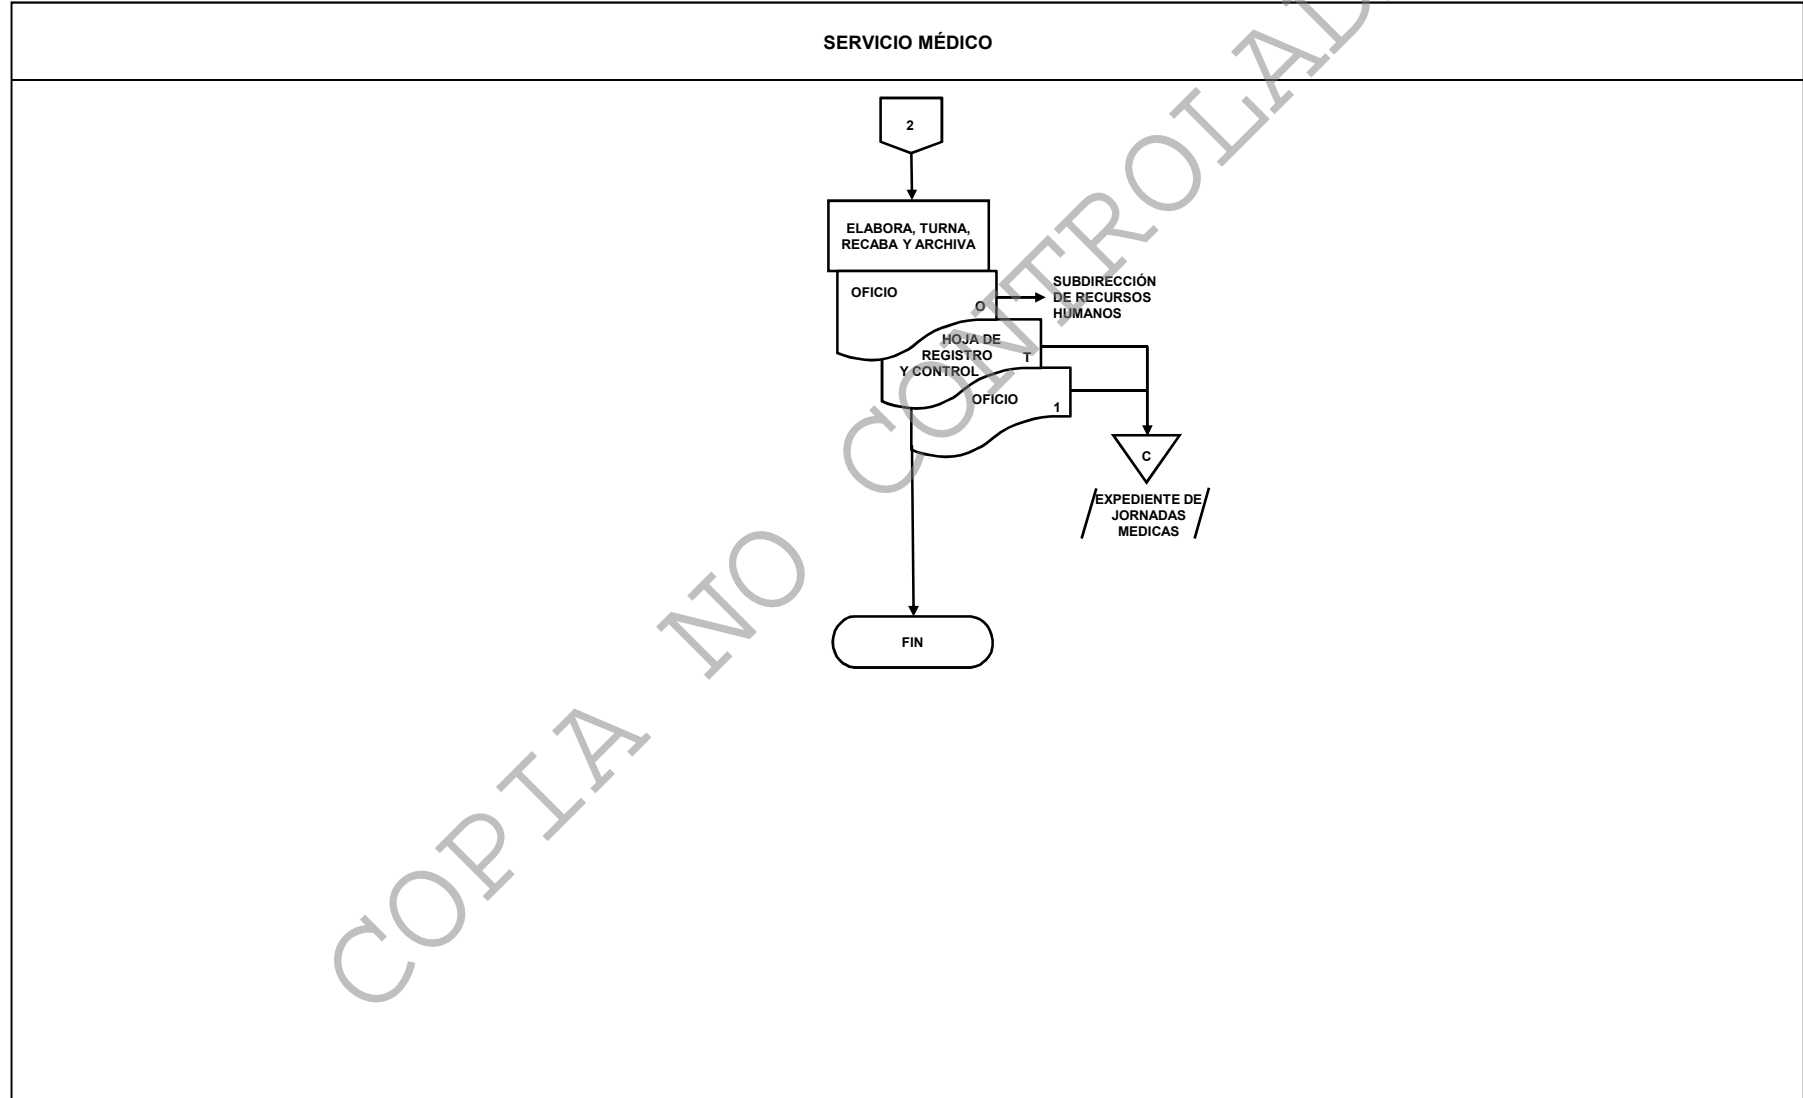 SERVICIO MÉDICO
2
ELABORA, TURNA,
RECABA Y ARCHIVA
OFICIO
O
SUBDIRECCIÓN
DE RECURSOS
HUMANOS
HOJA DE
REGISTRO
T
Y CONTROL
OFICIO
1
C
EXPEDIENTE DE
JORNADAS
MEDICAS
FIN
COPIA NO CONTROLAD